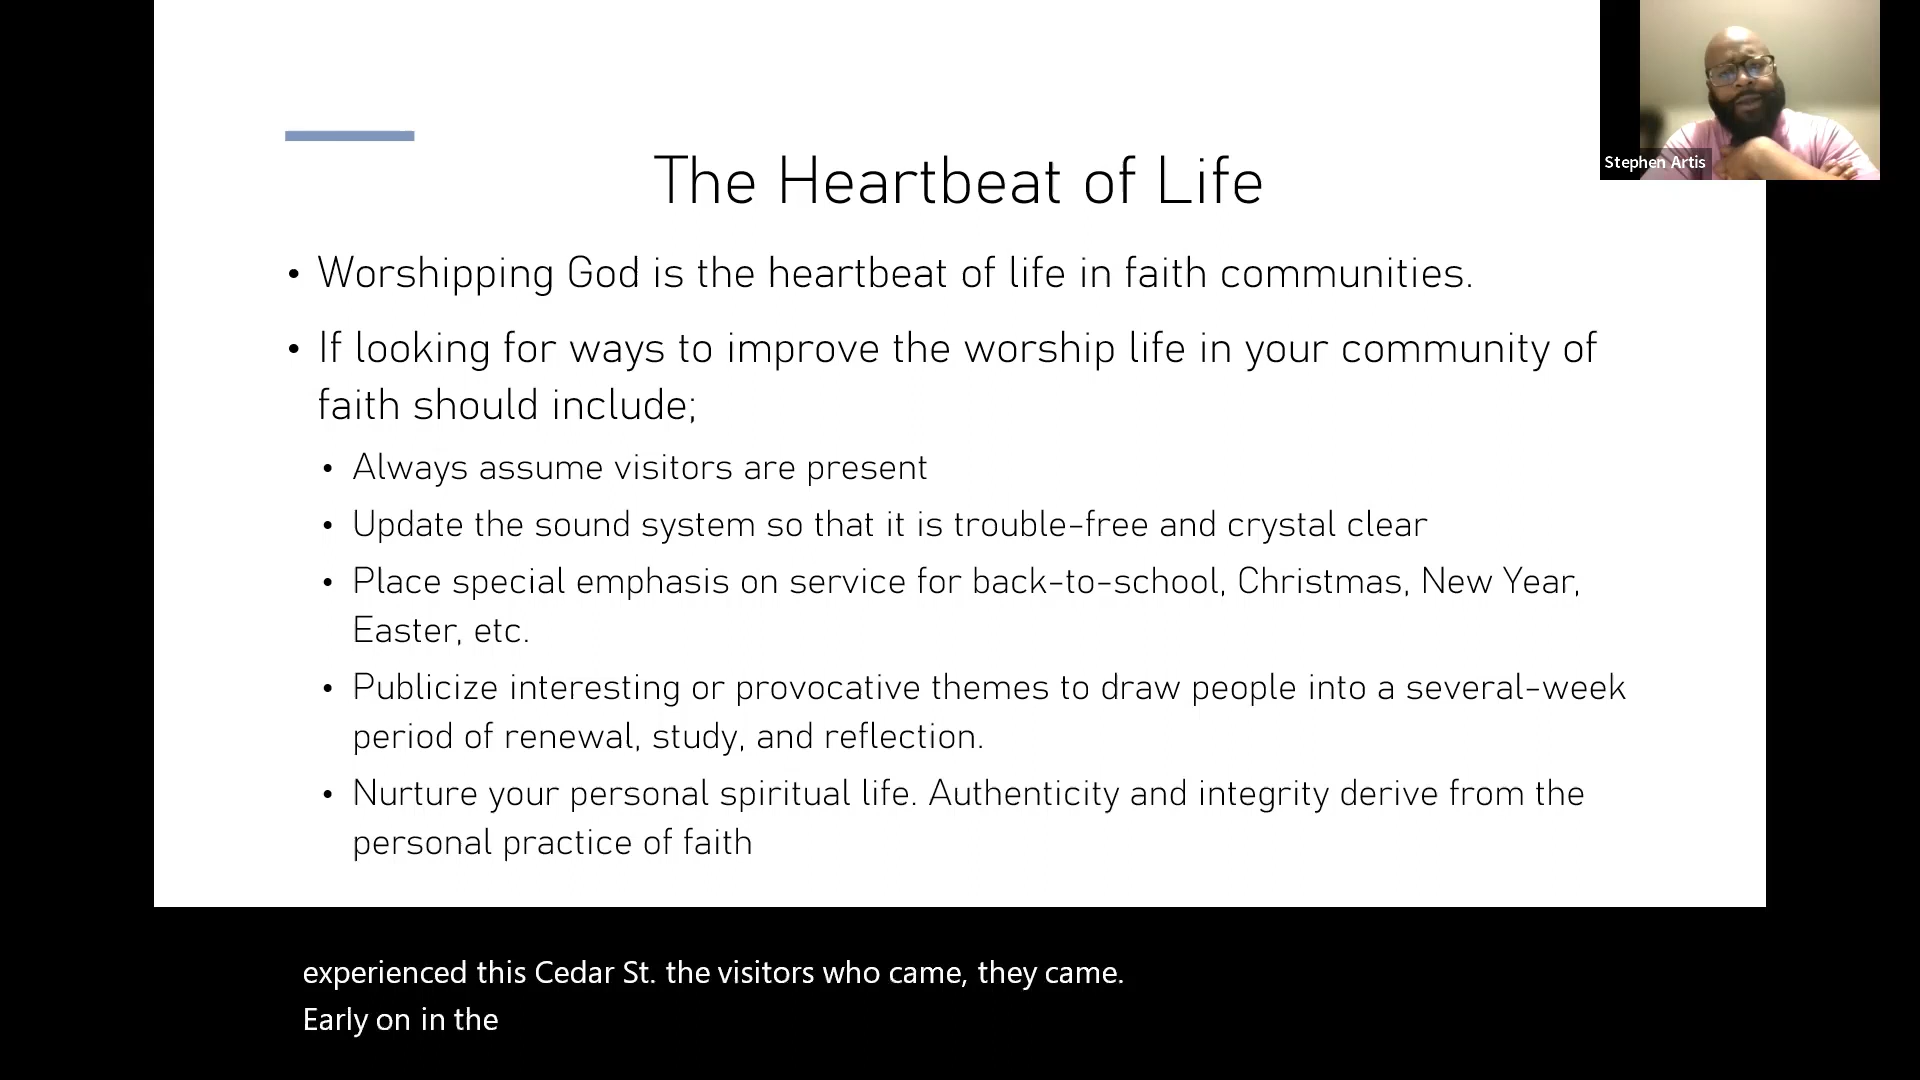 The Heartbeat of Life
• Worshipping God is the heartbeat of life in faith communities.
• If looking for ways to improve the worship life in your community of
faith should include;
• Always assume visitors are present
• Update the sound system so that it is trouble-free and crystal clear
• Place special emphasis on service for back-to-school, Christmas, New Year,
Easter, etc.
• Publicize interesting or provocative themes to draw people into a several-week
period of renewal, study, and reflection.
• Nurture your personal spiritual life. Authenticity and integrity derive from the
personal practice of faith
Stephen Artis
experienced this Cedar St. the visitors who came, they came.
Early on in the